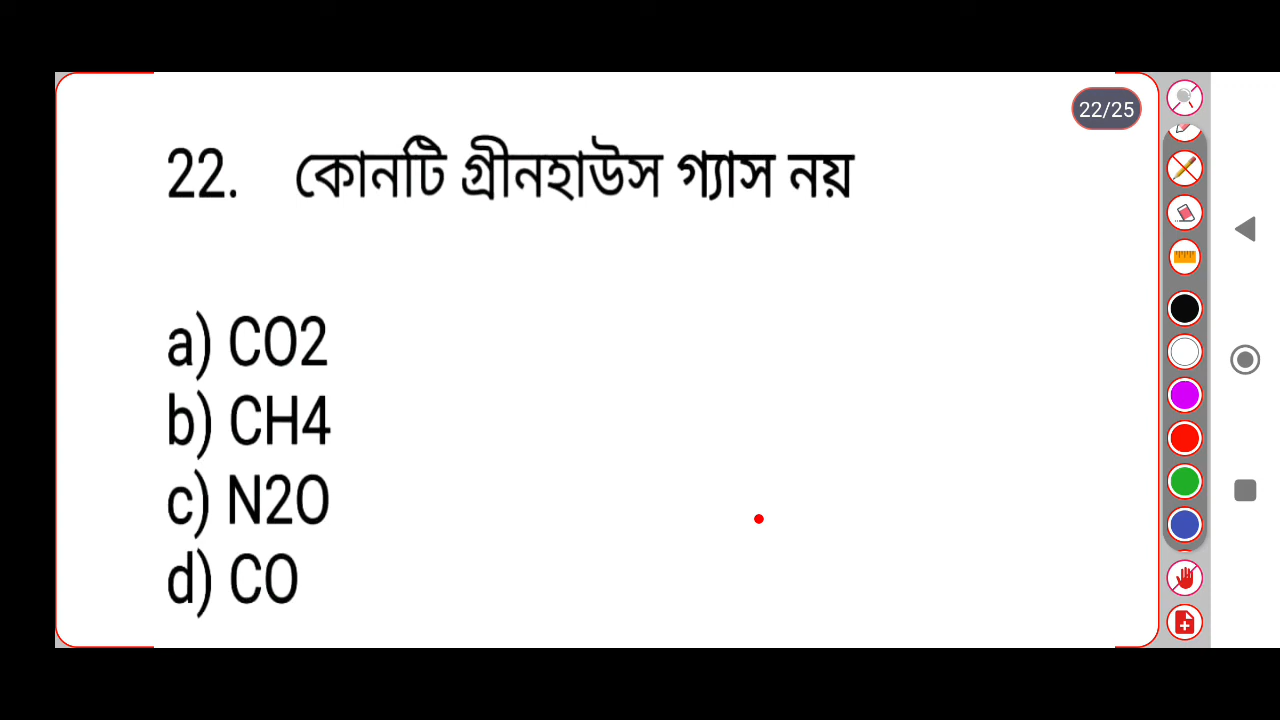 22/25
22. কোনটি গ্রীনহাউস গ্যাস নয়
a) CO2
b) CH4
c) N2O
d) CO